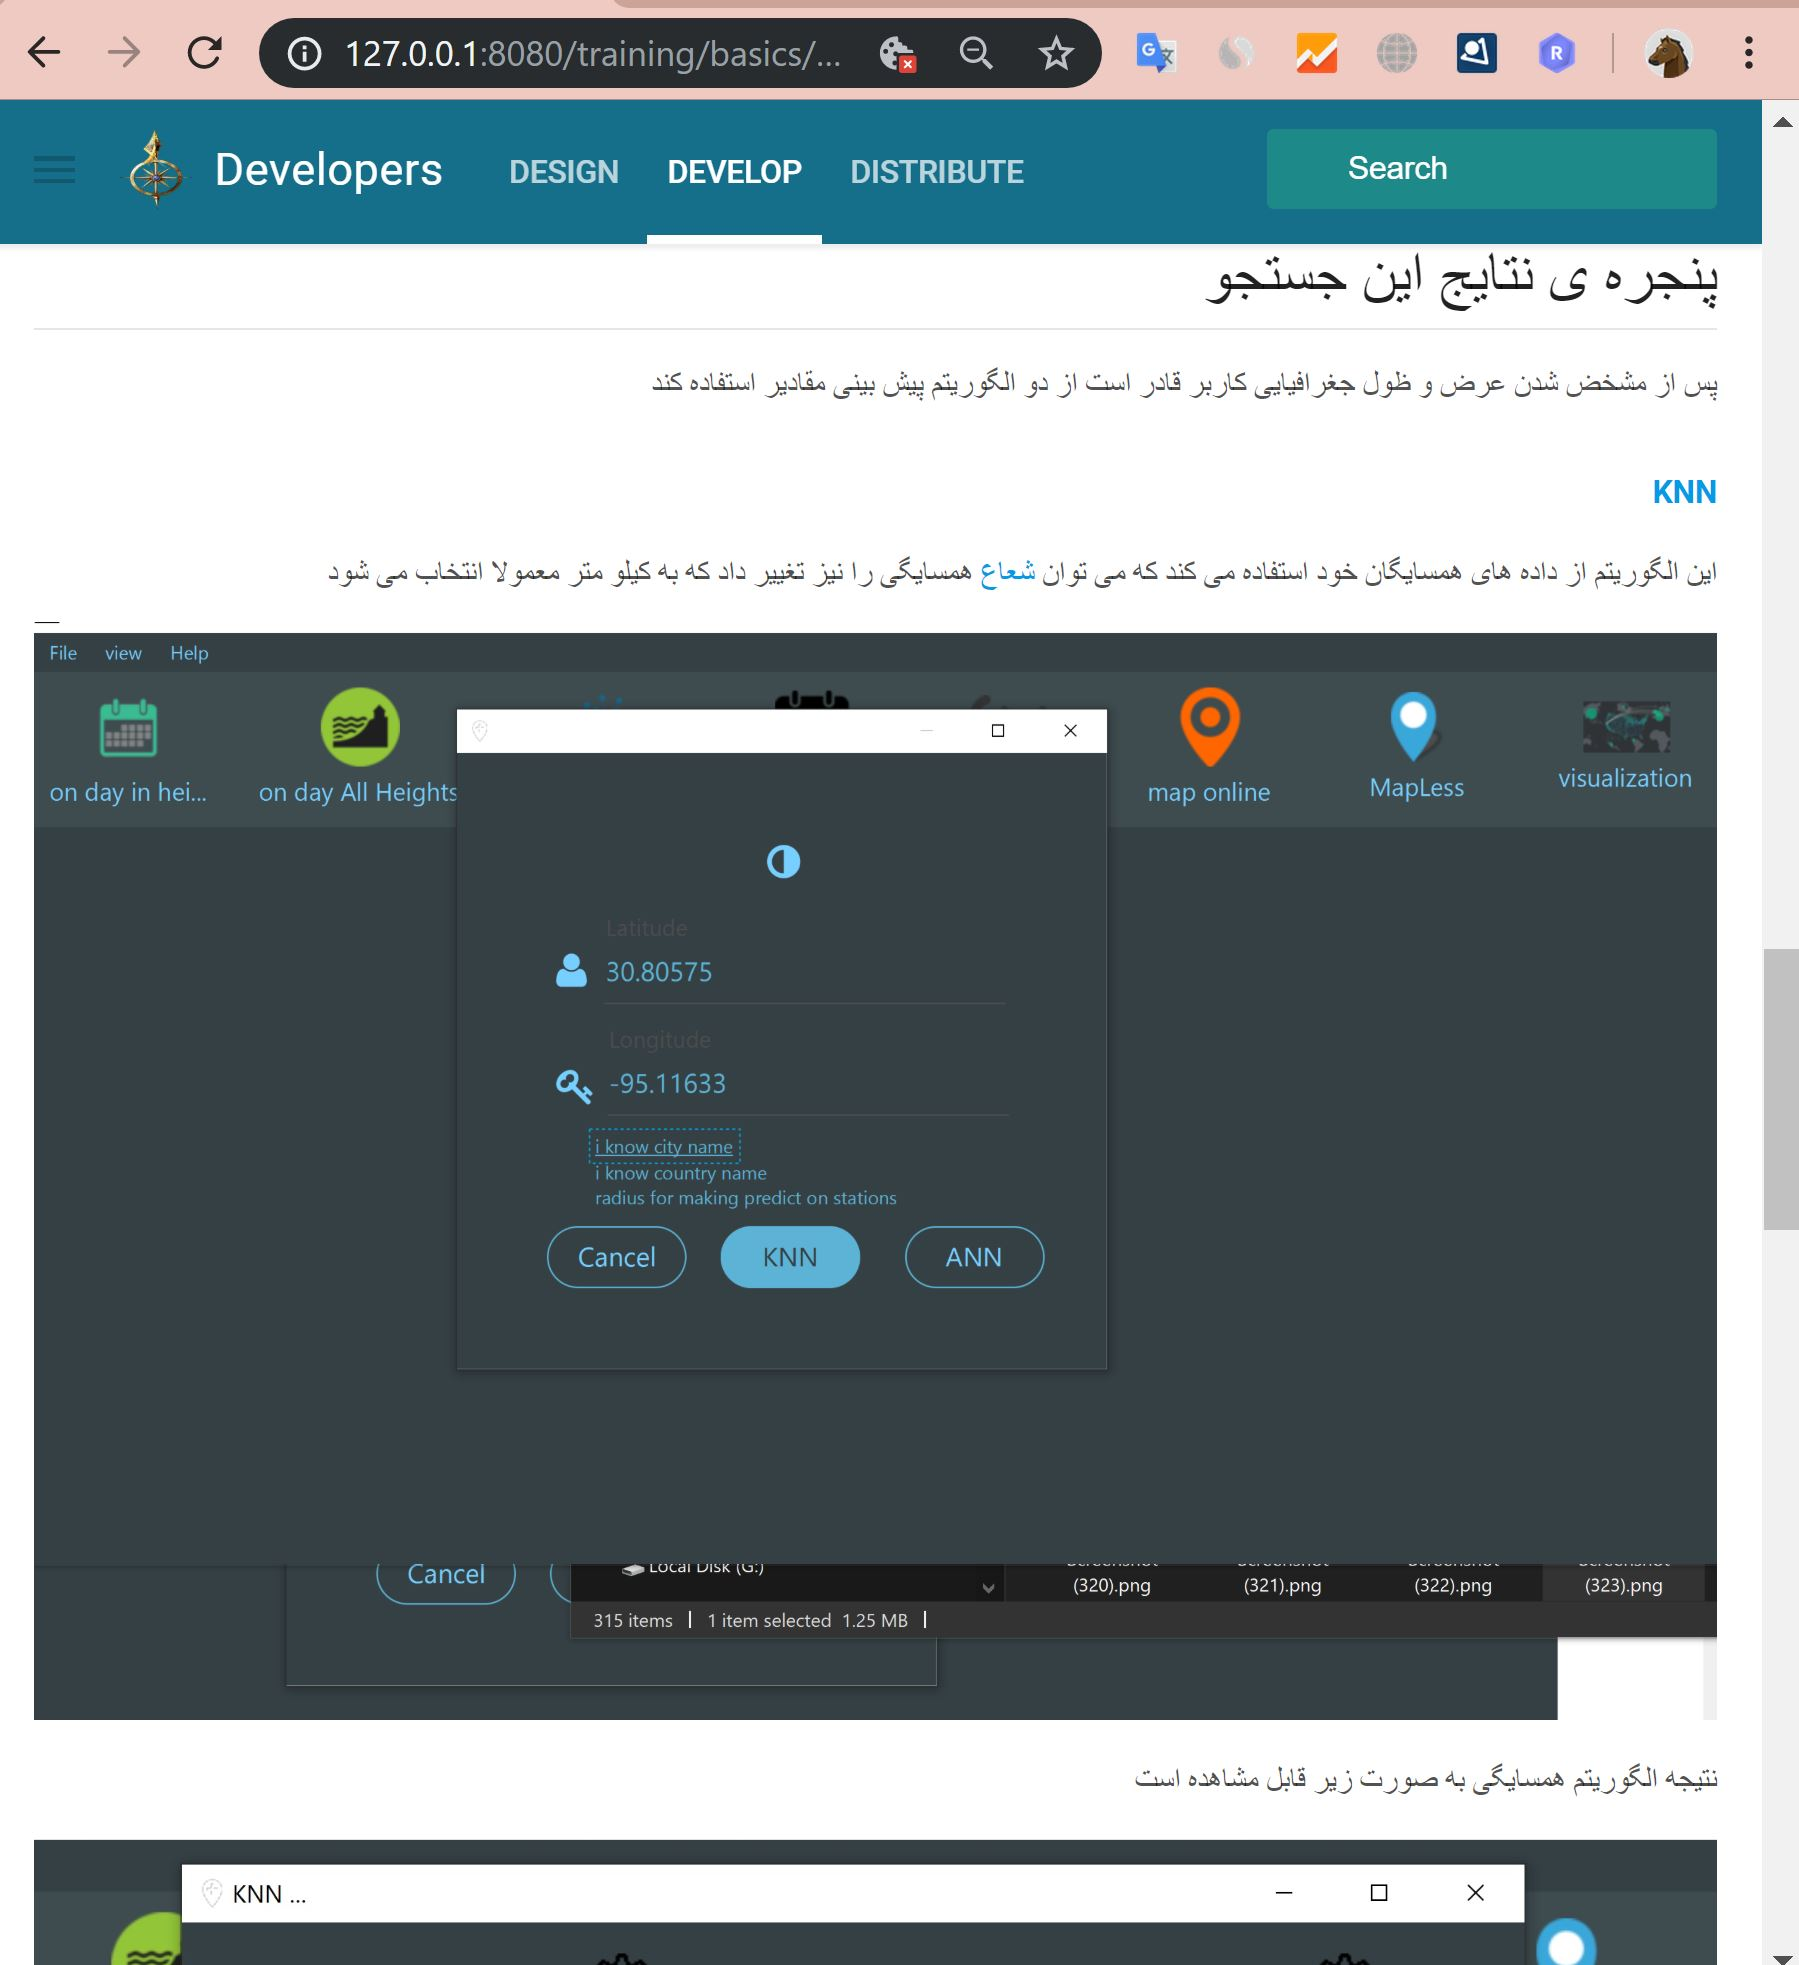 127.0.0.1:8080/training/basics/...
Developers
DESIGN
DEVELOP
DISTRIBUTE
Search
پنجره ی نتایج این جستجو
پس از مشخض شدن عرض و ظول جغرافیایی کاربر قادر است از دو الگوریتم پیش بینی مقادیر استفاده کند
KNN
این الگوریتم از داده های همسایگان خود استفاده می کند که می توان شعاع همسایگی را نیز تغییر داد که به کیلو متر معمولا انتخاب می شود
File view Help
on day in hei...
on day All Heights
map online
MapLess
visualization
Latitude
30.80575
Longitude
-95.11633
i know city name
i know country name
radius for making predict on stations
Cancel
KNN
ANN
Cancel
Local Disk (G:)
Screenshot (320).png
Screenshot (321).png
Screenshot (322).png
Screenshot (323).png
315 items | 1 item selected 1.25 MB |
نتیجه الگوریتم همسایگی به صورت زیر قابل مشاهده است
KNN ...